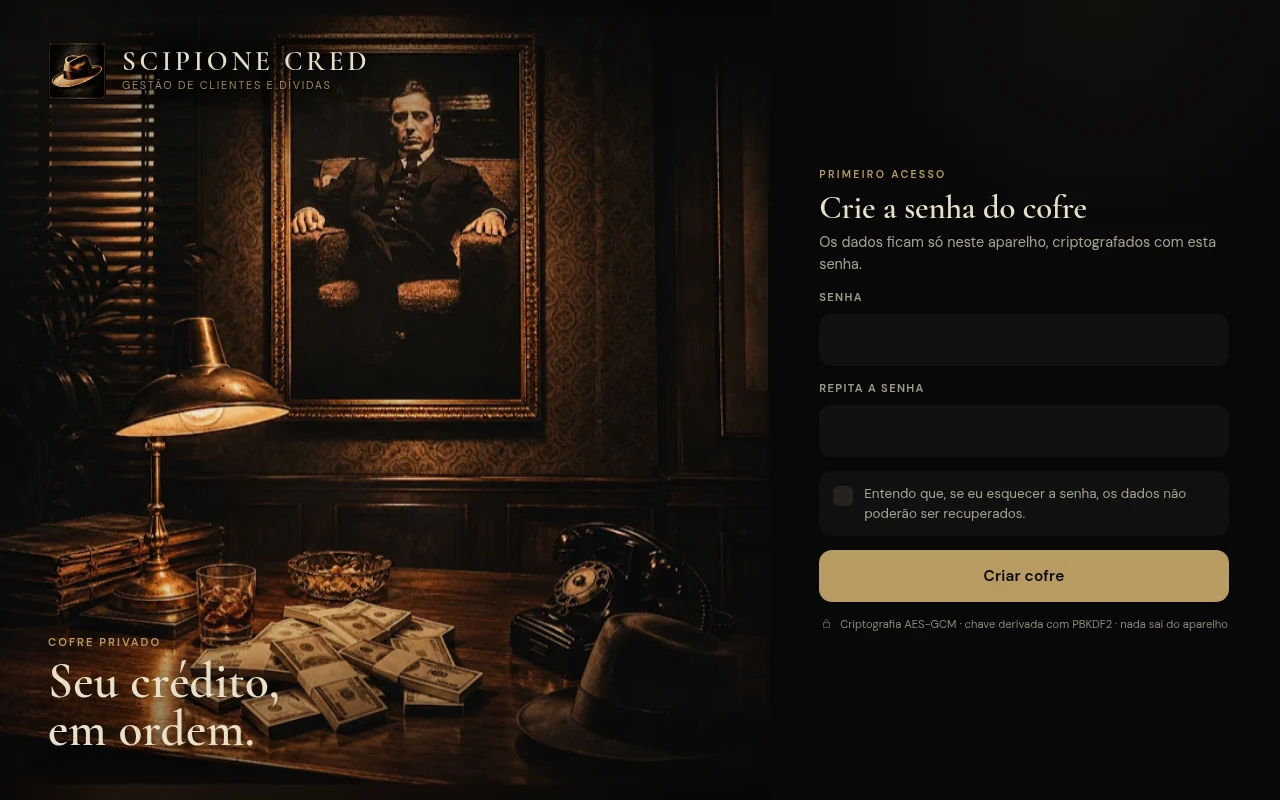 SCIPIONE CRED
GESTÃO DE CLIENTES E DÍVIDAS
COFRE PRIVADO
Seu crédito,
em ordem.
PRIMEIRO ACESSO
Crie a senha do cofre
Os dados ficam só neste aparelho, criptografados com esta
senha.
SENHA
REPITA A SENHA
Entendo que, se eu esquecer a senha, os dados não
poderão ser recuperados.
Criar cofre
Criptografia AES-GCM · chave derivada com PBKDF2 · nada sai do aparelho